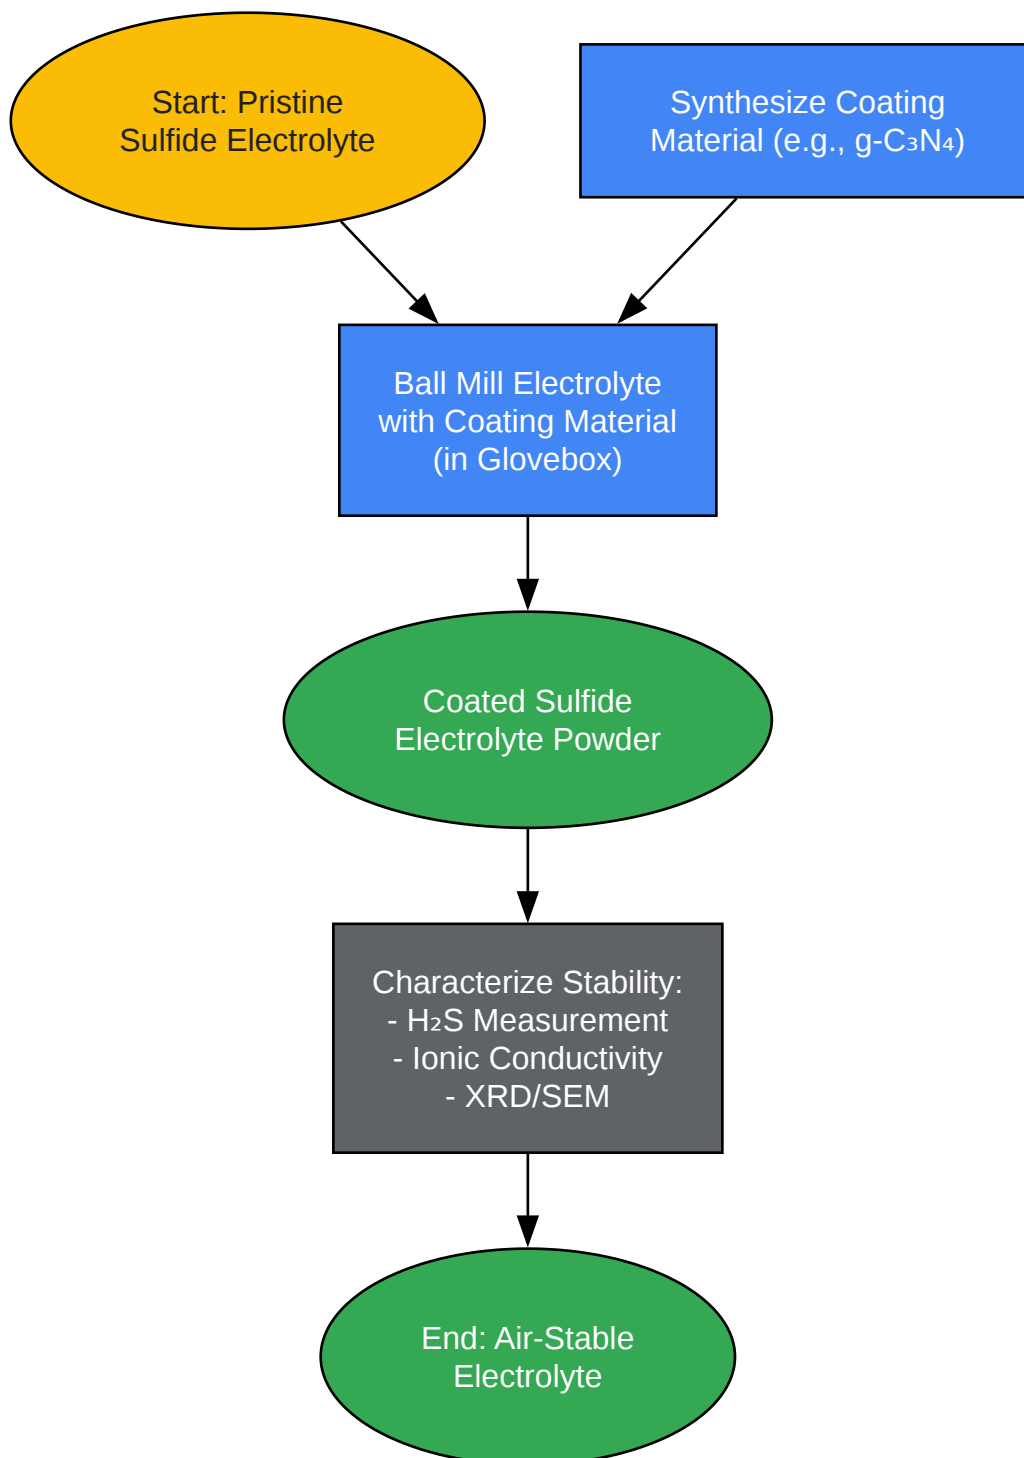 Start: Pristine
Sulfide Electrolyte
Synthesize Coating
Material (e.g., g-C₃N₄)
Ball Mill Electrolyte
with Coating Material
(in Glovebox)
Coated Sulfide
Electrolyte Powder
Characterize Stability:
- H₂S Measurement
- Ionic Conductivity
- XRD/SEM
End: Air-Stable
Electrolyte